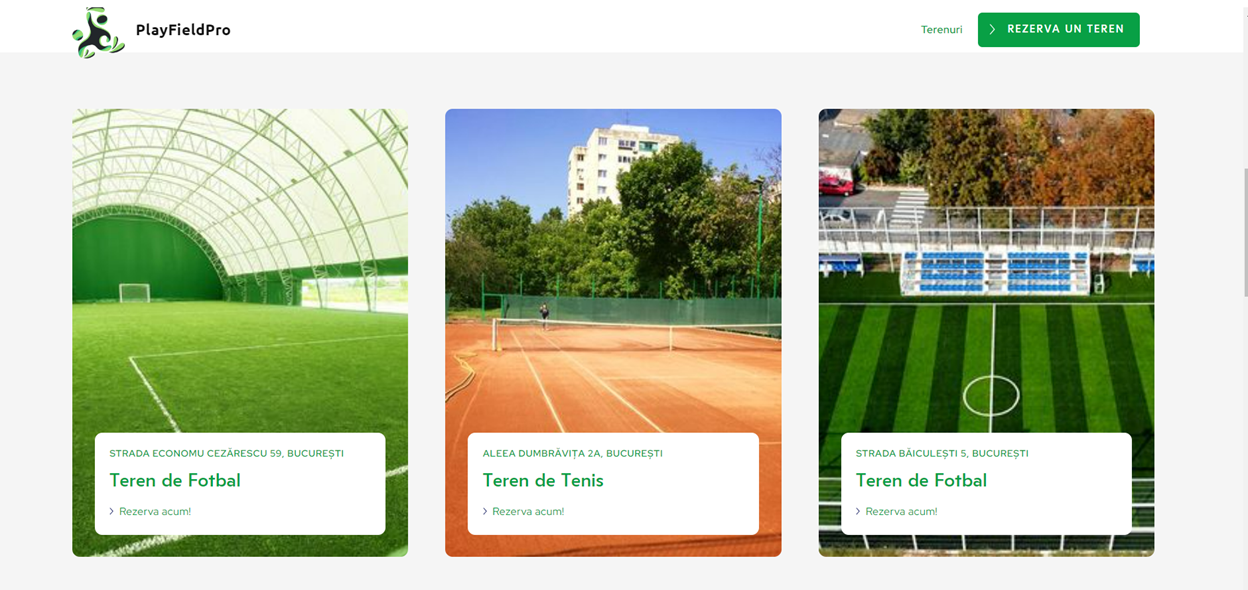 PlayFieldPro
Terenuri
REZERVA UN TEREN
STRADA ECONOMU CEZĂRESCU 59, BUCUREȘTI
Teren de Fotbal
Rezerva acum!
ALEEA DUMBRĂVIȚA 2A, BUCUREȘTI
Teren de Tenis
Rezerva acum!
STRADA BĂICULEȘTI 5, BUCUREȘTI
Teren de Fotbal
Rezerva acum!